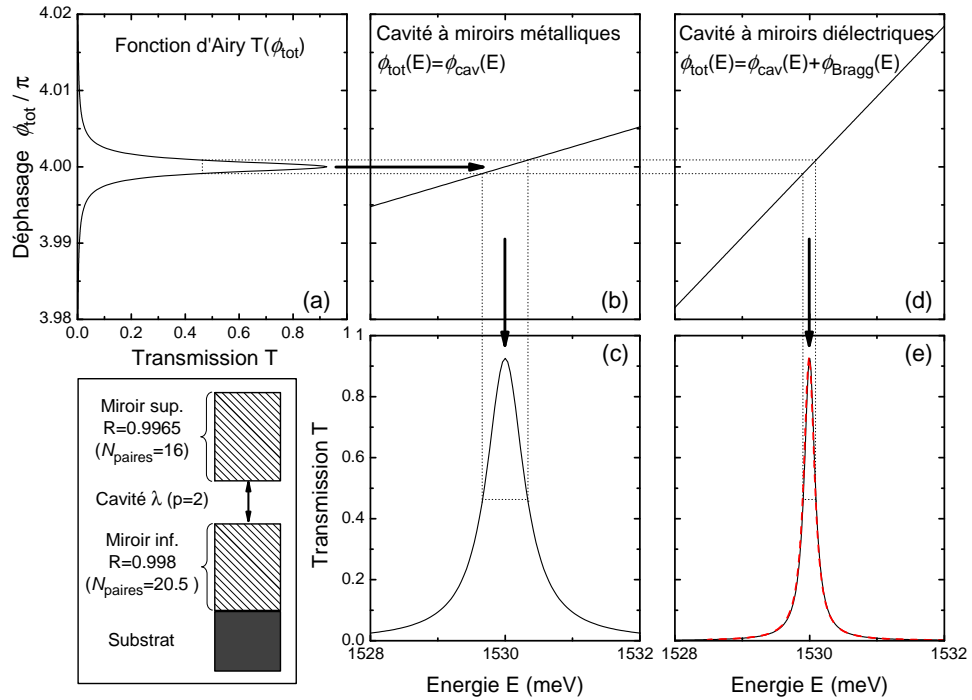 Fonction d'Airy T(ϕtot)
Déphasage ϕtot / π
4.02
4.01
4.00
3.99
3.98
0.0 0.2 0.4 0.6 0.8 1
Transmission T
(a)
Cavité à miroirs métalliques
ϕtot(E)=ϕcav(E)
(b)
Cavité à miroirs diélectriques
ϕtot(E)=ϕcav(E)+ϕBragg(E)
(d)
Miroir sup.
R=0.9965
(Npaires=16)
Cavité λ (p=2)
Miroir inf.
R=0.998
(Npaires=20.5 )
Substrat
(c)
Transmission T
1.0
0.8
0.6
0.4
0.2
0.0
1528 1530 1532
Energie E (meV)
(e)
1528 1530 1532
Energie E (meV)